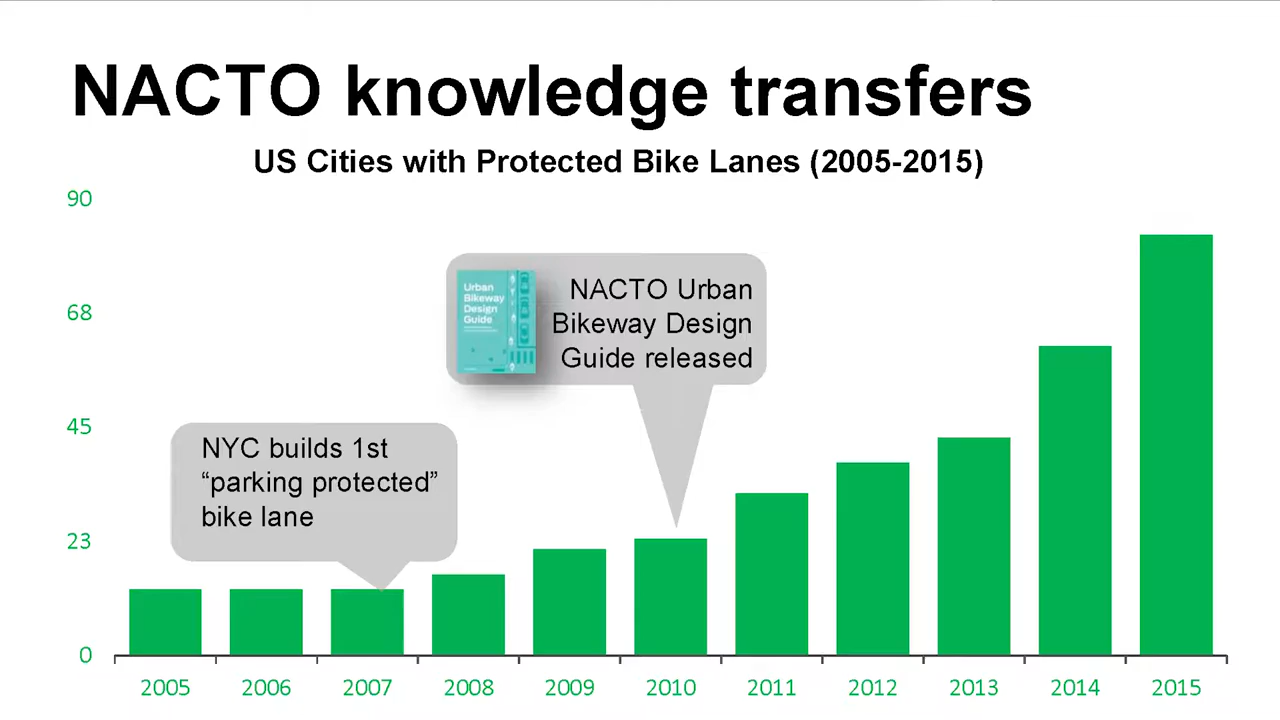 NACTO knowledge transfers
US Cities with Protected Bike Lanes (2005-2015)
90
68
45
23
0
Urban
Bikeway
Design
Guide
NACTO Urban
Bikeway Design
Guide released
NYC builds 1st
“parking protected”
bike lane
2005 2006 2007 2008 2009 2010 2011 2012 2013 2014 2015